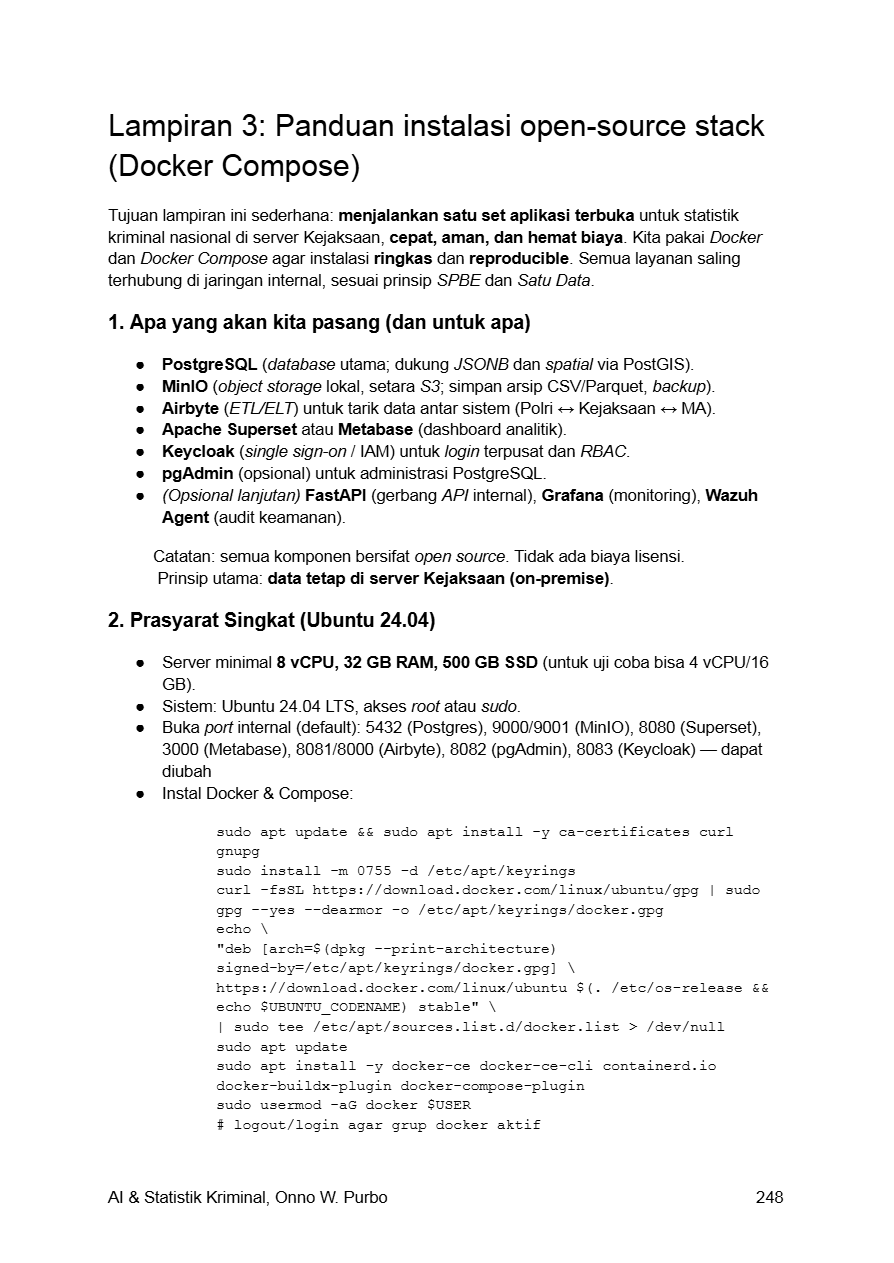 Lampiran 3: Panduan instalasi open-source stack
(Docker Compose)
Tujuan lampiran ini sederhana: menjalankan satu set aplikasi terbuka untuk statistik
kriminal nasional di server Kejaksaan, cepat, aman, dan hemat biaya. Kita pakai Docker
dan Docker Compose agar instalasi ringkas dan reproducible. Semua layanan saling
terhubung di jaringan internal, sesuai prinsip SPBE dan Satu Data.
1. Apa yang akan kita pasang (dan untuk apa)
● PostgreSQL (database utama; dukung JSONB dan spatial via PostGIS).
● MinIO (object storage lokal, setara S3; simpan arsip CSV/Parquet, backup).
● Airbyte (ETL/ELT) untuk tarik data antar sistem (Polri ↔ Kejaksaan ↔ MA).
● Apache Superset atau Metabase (dashboard analitik).
● Keycloak (single sign-on / IAM) untuk login terpusat dan RBAC.
● pgAdmin (opsional) untuk administrasi PostgreSQL.
● (Opsional lanjutan) FastAPI (gerbang API internal), Grafana (monitoring), Wazuh
Agent (audit keamanan).
Catatan: semua komponen bersifat open source. Tidak ada biaya lisensi.
Prinsip utama: data tetap di server Kejaksaan (on-premise).
2. Prasyarat Singkat (Ubuntu 24.04)
● Server minimal 8 vCPU, 32 GB RAM, 500 GB SSD (untuk uji coba bisa 4 vCPU/16
GB).
● Sistem: Ubuntu 24.04 LTS, akses root atau sudo.
● Buka port internal (default): 5432 (Postgres), 9000/9001 (MinIO), 8080 (Superset),
3000 (Metabase), 8081/8000 (Airbyte), 8082 (pgAdmin), 8083 (Keycloak) — dapat
diubah
● Instal Docker & Compose:
sudo apt update && sudo apt install -y ca-certificates curl
gnupg
sudo install -m 0755 -d /etc/apt/keyrings
curl -fsSL https://download.docker.com/linux/ubuntu/gpg | sudo
gpg --yes --dearmor -o /etc/apt/keyrings/docker.gpg
echo \
"deb [arch=$(dpkg --print-architecture)
signed-by=/etc/apt/keyrings/docker.gpg] \
https://download.docker.com/linux/ubuntu $(. /etc/os-release &&
echo $UBUNTU_CODENAME) stable" \
| sudo tee /etc/apt/sources.list.d/docker.list > /dev/null
sudo apt update
sudo apt install -y docker-ce docker-ce-cli containerd.io
docker-buildx-plugin docker-compose-plugin
sudo usermod -aG docker $USER
# logout/login agar grup docker aktif
AI & Statistik Kriminal, Onno W. Purbo 248